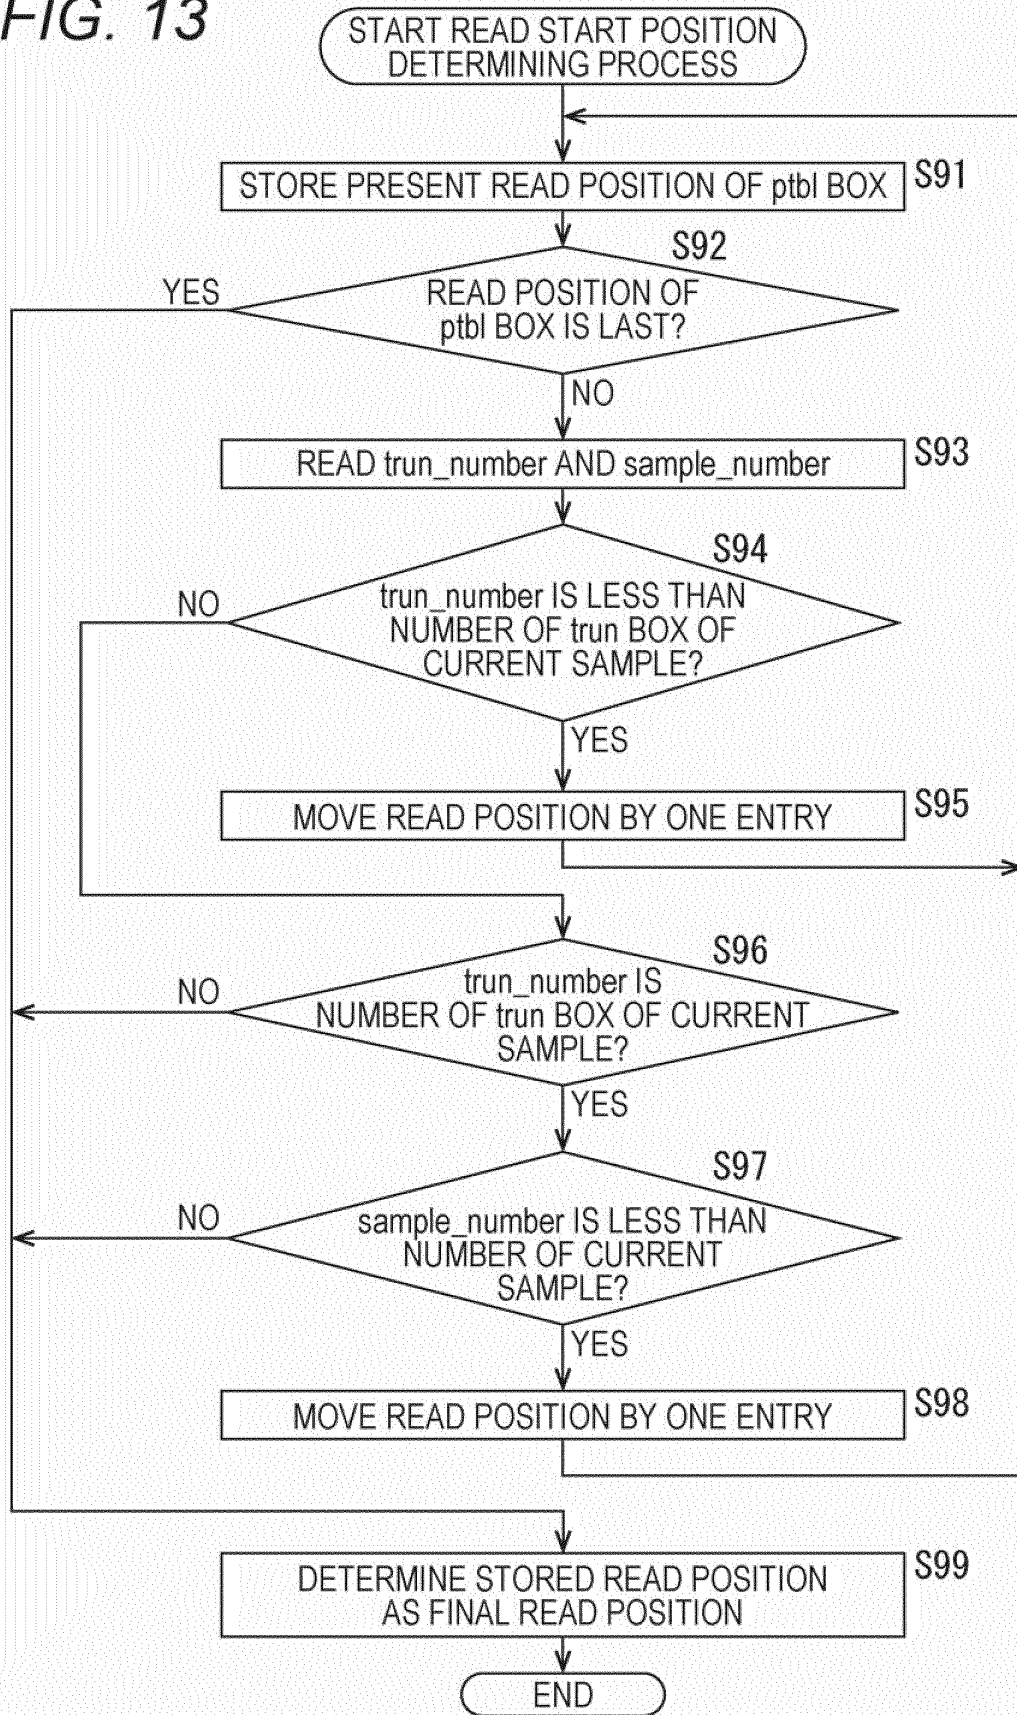 FIG. 13
START READ START POSITION
DETERMINING PROCESS
STORE PRESENT READ POSITION OF ptbl BOX
S91
S92
YES
READ POSITION OF
ptbl BOX IS LAST?
NO
READ trun_number AND sample_number
S93
S94
NO
trun_number IS LESS THAN
NUMBER OF trun BOX OF
CURRENT SAMPLE?
YES
MOVE READ POSITION BY ONE ENTRY
S95
S96
NO
trun_number IS
NUMBER OF trun BOX OF CURRENT
SAMPLE?
YES
S97
NO
sample_number IS LESS THAN
NUMBER OF CURRENT
SAMPLE?
YES
MOVE READ POSITION BY ONE ENTRY
S98
DETERMINE STORED READ POSITION
AS FINAL READ POSITION
S99
END